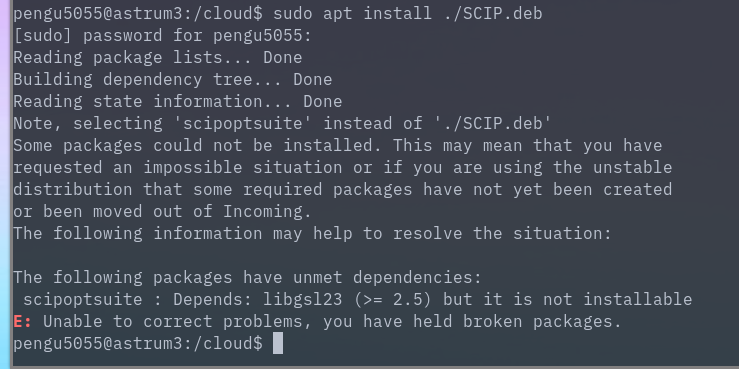 pengu5055@astrum3:/cloud$ sudo apt install ./SCIP.deb
[sudo] password for pengu5055:
Reading package lists... Done
Building dependency tree... Done
Reading state information... Done
Note, selecting 'scipoptsuite' instead of './SCIP.deb'
Some packages could not be installed. This may mean that you have
requested an impossible situation or if you are using the unstable
distribution that some required packages have not yet been created
or been moved out of Incoming.
The following information may help to resolve the situation:

The following packages have unmet dependencies:
 scipoptsuite : Depends: libgsl23 (>= 2.5) but it is not installable
E: Unable to correct problems, you have held broken packages.
pengu5055@astrum3:/cloud$